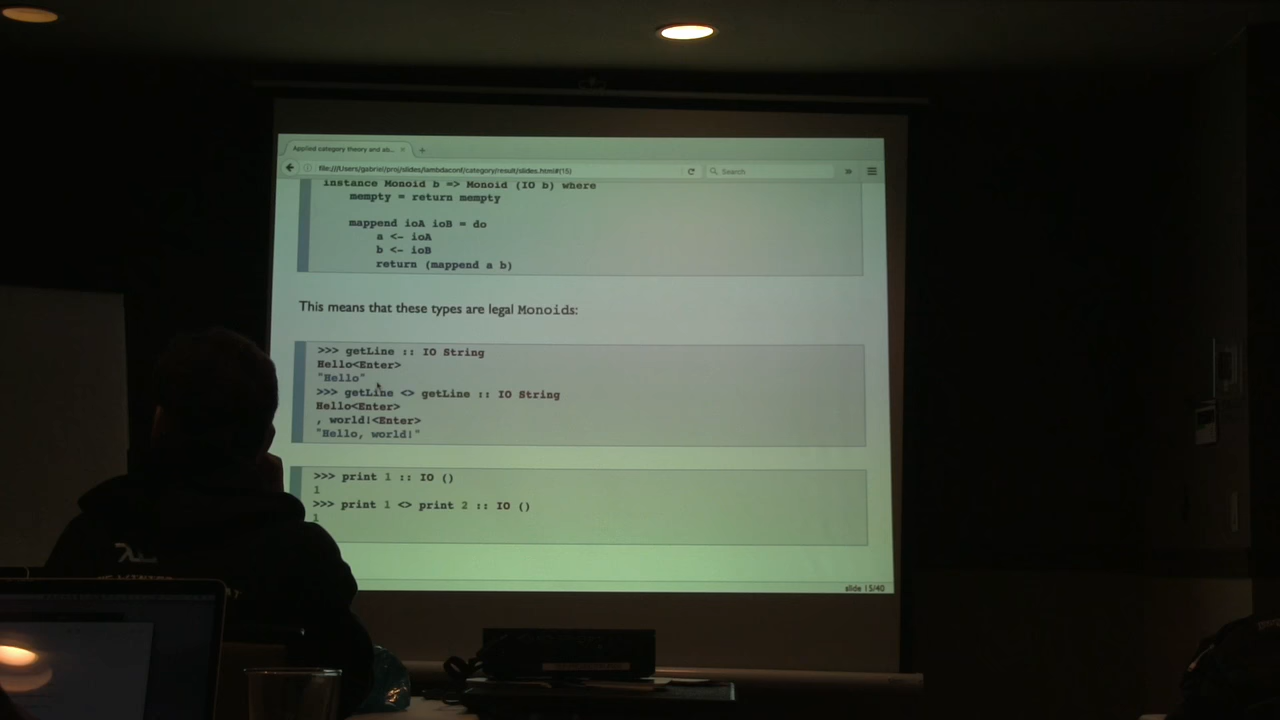 Applied category theory and ab...
file:///Users/gabriel/proj/slides/lambdaconf/category/result/slides.html#(15)
Search
instance Monoid b => Monoid (IO b) where
mempty = return mempty
mappend ioA ioB = do
a <- ioA
b <- ioB
return (mappend a b)
This means that these types are legal Monoids:
>>> getLine :: IO String
Hello<Enter>
"Hello"
>>> getLine <> getLine :: IO String
Hello<Enter>
, world!<Enter>
"Hello, world!"
>>> print 1 :: IO ()
1
>>> print 1 <> print 2 :: IO ()
1
slide 15/40